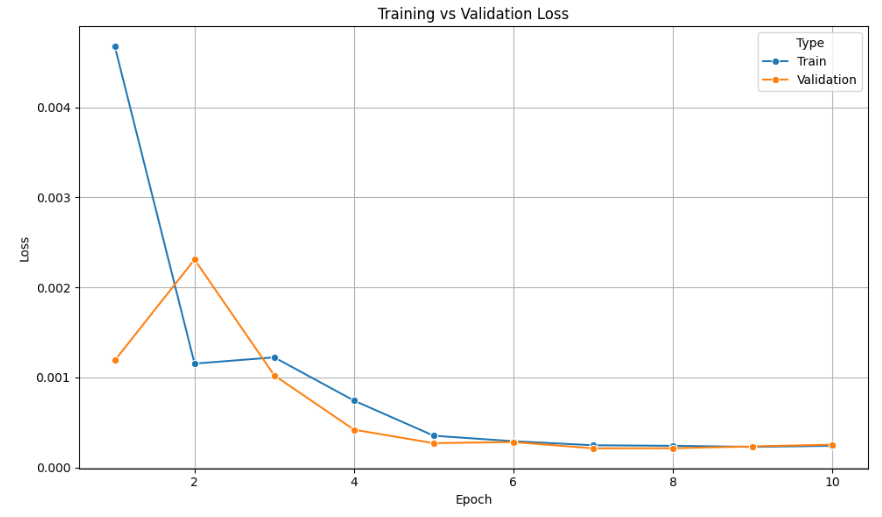 Training vs Validation Loss
Type
Train
Validation
0.004
0.003
0.002
0.001
0.000
Loss
2 4 6 8 10
Epoch